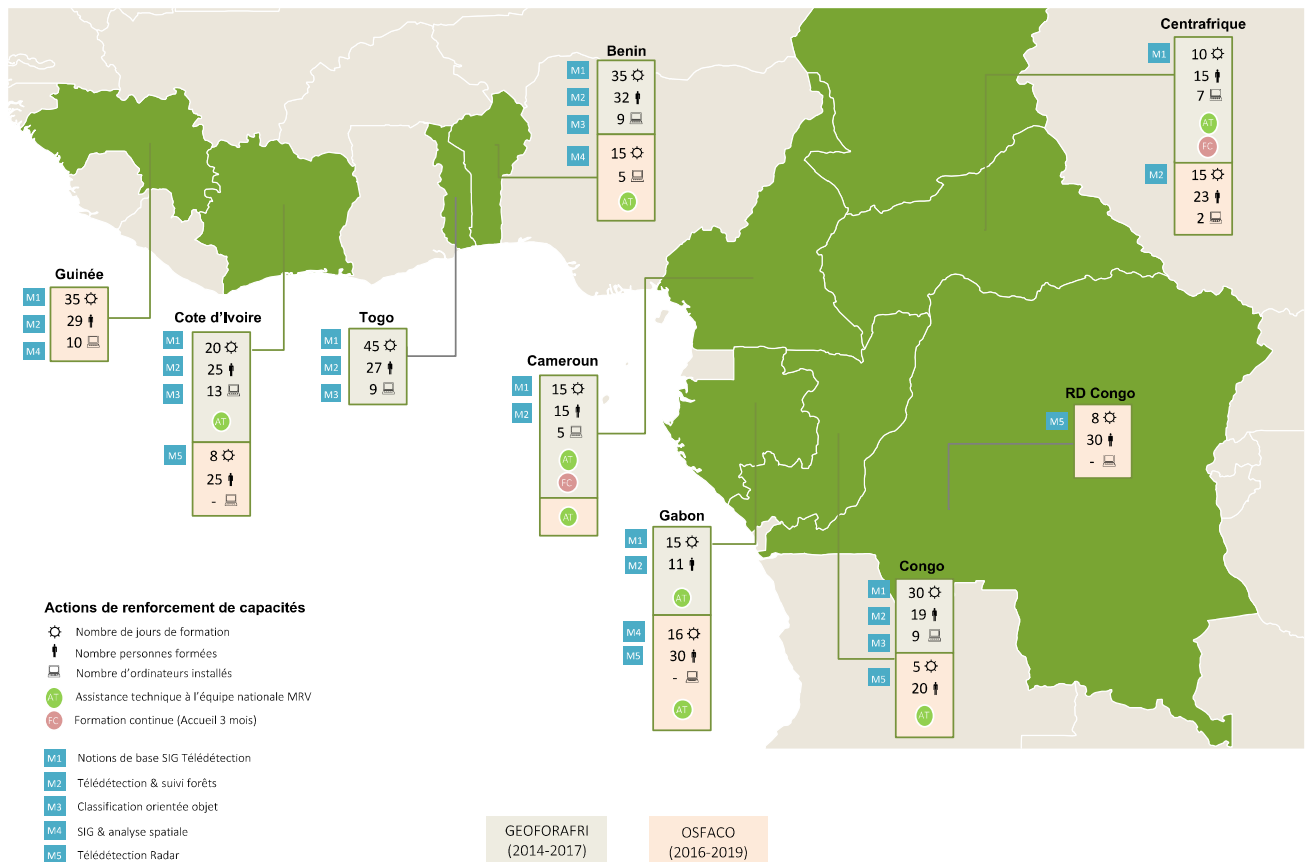 Centrafrique
M1
10
15
7
AT
FC
M2
15
23
2
Benin
M1
35
M2
32
M3
9
M4
15
5
AT
Guinée
M1
35
M2
29
M4
10
Cote d'Ivoire
M1
20
M2
25
M3
13
AT
M5
8
25
-
Togo
M1
45
M2
27
M3
9
Cameroun
M1
15
M2
15
5
AT
FC
AT
RD Congo
M5
8
30
-
Gabon
M1
15
M2
11
AT
M4
16
M5
30
-
AT
Congo
M1
30
M2
19
M3
9
5
M5
20
AT
Actions de renforcement de capacités
Nombre de jours de formation
Nombre personnes formées
Nombre d'ordinateurs installés
AT Assistance technique à l'équipe nationale MRV
FC Formation continue (Accueil 3 mois)
M1 Notions de base SIG Télédétection
M2 Télédétection & suivi forêts
M3 Classification orientée objet
M4 SIG & analyse spatiale
M5 Télédétection Radar
GEOFORAFRI
(2014-2017)
OSFACO
(2016-2019)